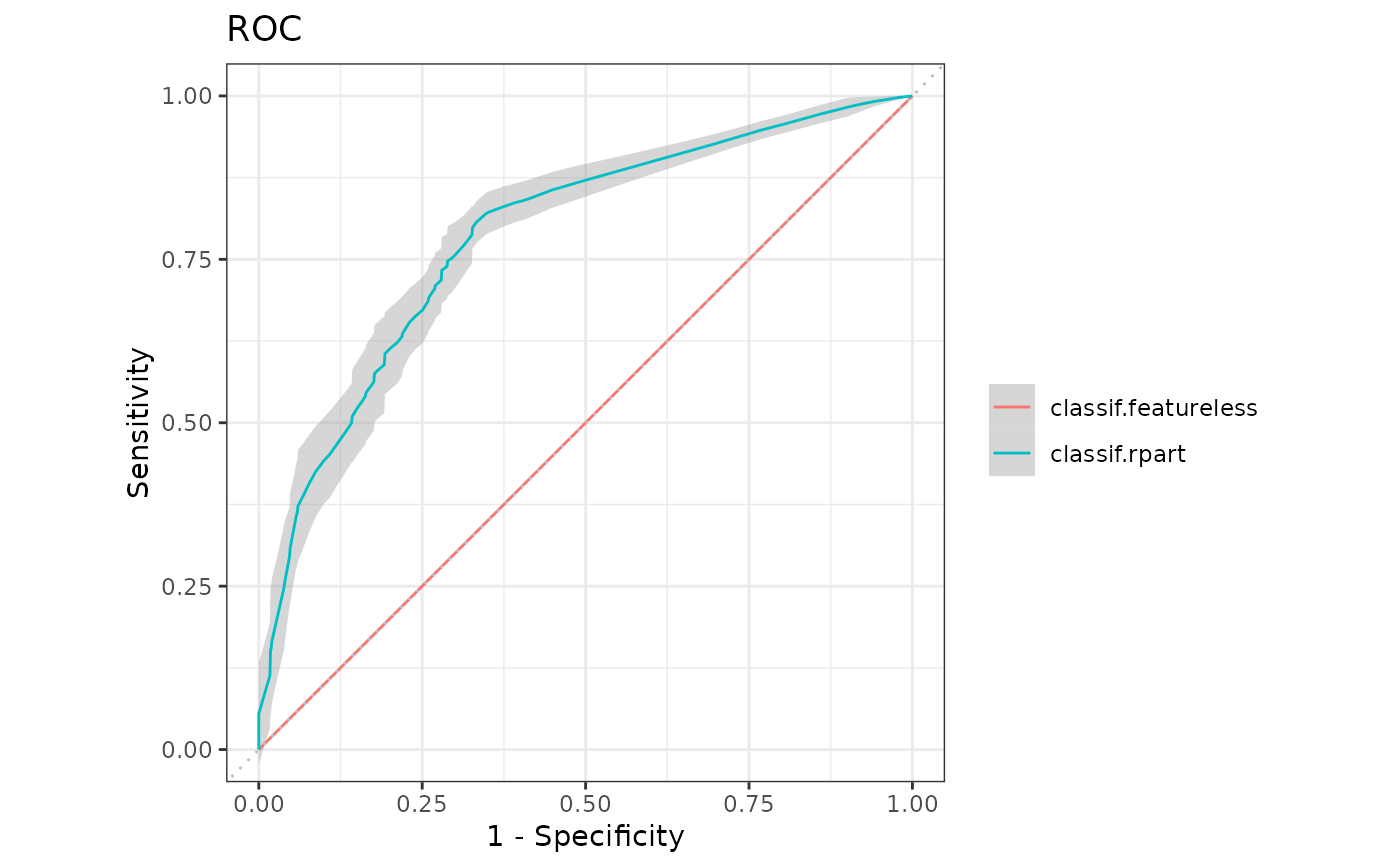 ROC
1.00
0.75
0.50
0.25
0.00
Sensitivity
0.00 0.25 0.50 0.75 1.00
1 - Specificity
classif.featureless
classif.rpart